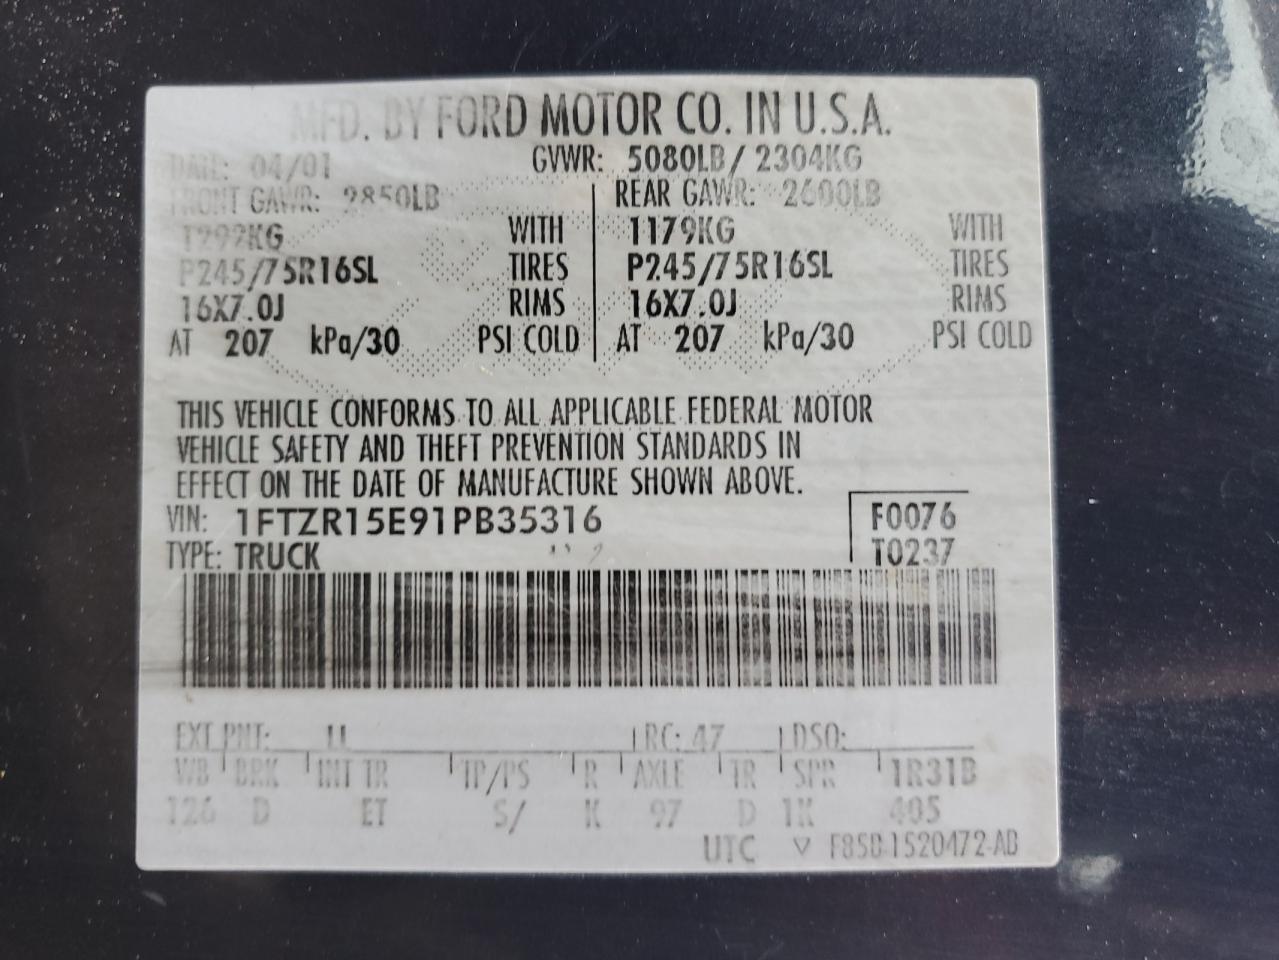 MFD. BY FORD MOTOR CO. IN U.S.A.
DATE: 04/01 GVWR: 5080LB/ 2304KG
FRONT GAWR: 2850LB REAR GAWR: 2600LB
1292KG WITH 1179KG WITH
P245/75R16SL TIRES P245/75R16SL TIRES
16X7.0J RIMS 16X7.0J RIMS
AT 207 kPa/30 PSI COLD AT 207 kPa/30 PSI COLD
THIS VEHICLE CONFORMS TO ALL APPLICABLE FEDERAL MOTOR
VEHICLE SAFETY AND THEFT PREVENTION STANDARDS IN
EFFECT ON THE DATE OF MANUFACTURE SHOWN ABOVE.
VIN: 1FTZR15E91PB35316 F0076
TYPE: TRUCK T0237
EXT PNT: RC: 47 DSO:
WB BRK INT TR TP/PS R AXLE TR SPR 1R31B
126 D ET S/ K 97 D 1K 405
UTC ▽ F85B-1520472-AB